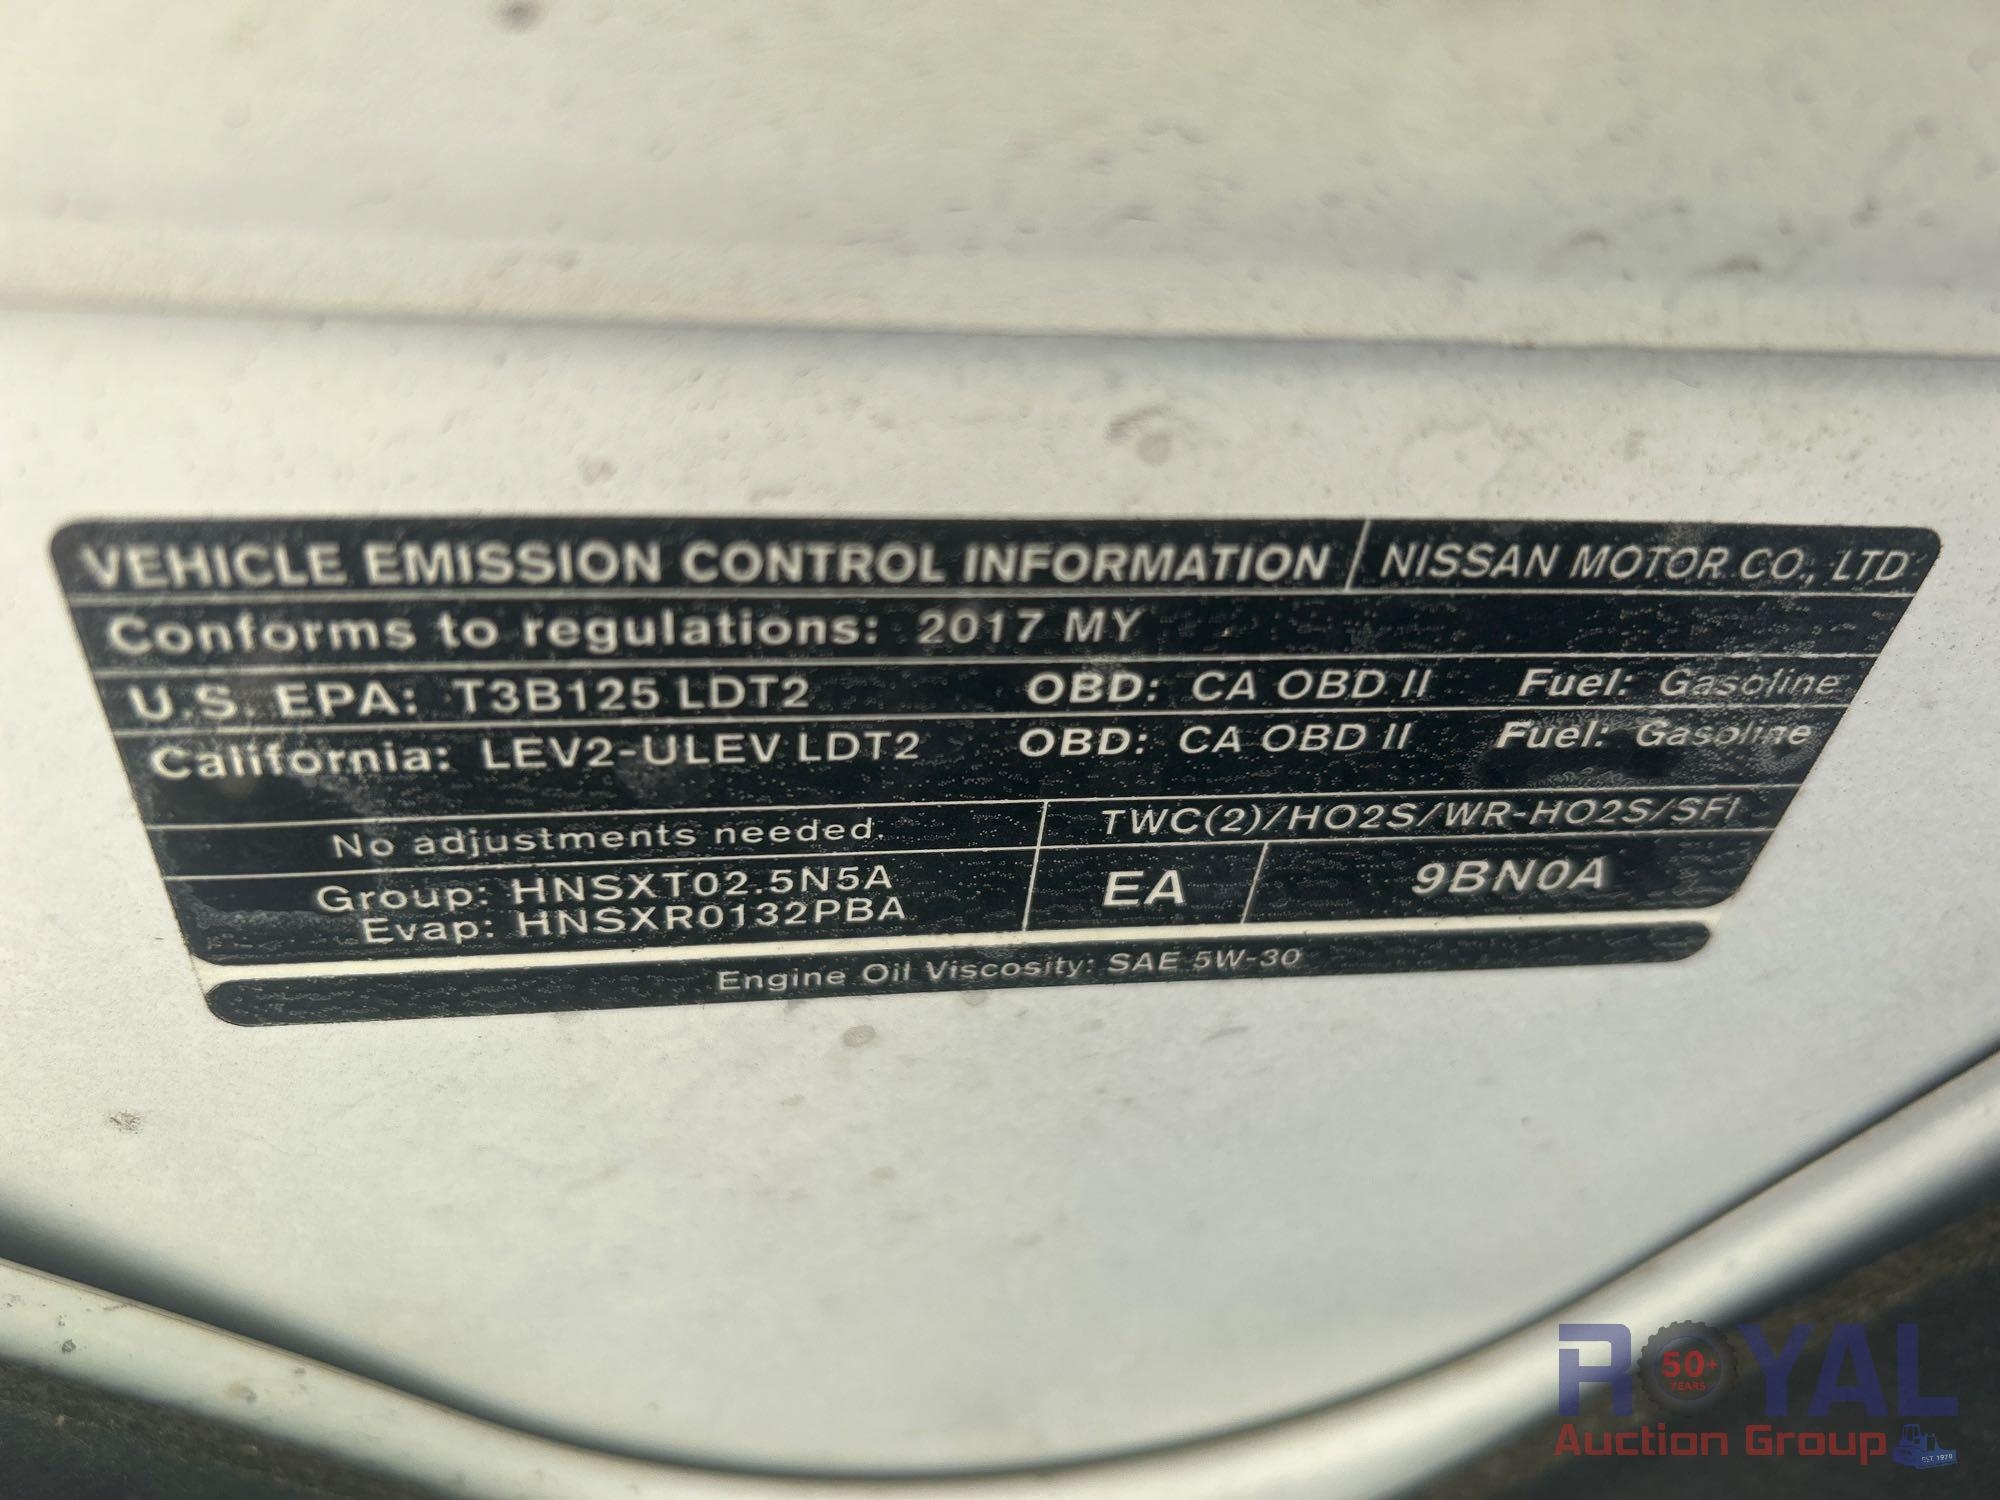 VEHICLE EMISSION CONTROL INFORMATION NISSAN MOTOR CO., LTD
Conforms to regulations: 2017 MY
U.S. EPA: T3B125 LDT2 OBD: CA OBD II Fuel: Gasoline
California: LEV2-ULEV LDT2 OBD: CA OBD II Fuel: Gasoline
No adjustments needed. TWC(2)/HO2S/WR-HO2S/SFI
Group: HNSXT02.5N5A
Evap: HNSXR0132PBA
EA 9BN0A
Engine Oil Viscosity: SAE 5W-30
ROYAL
50+
YEARS
Auction Group
EST. 1970